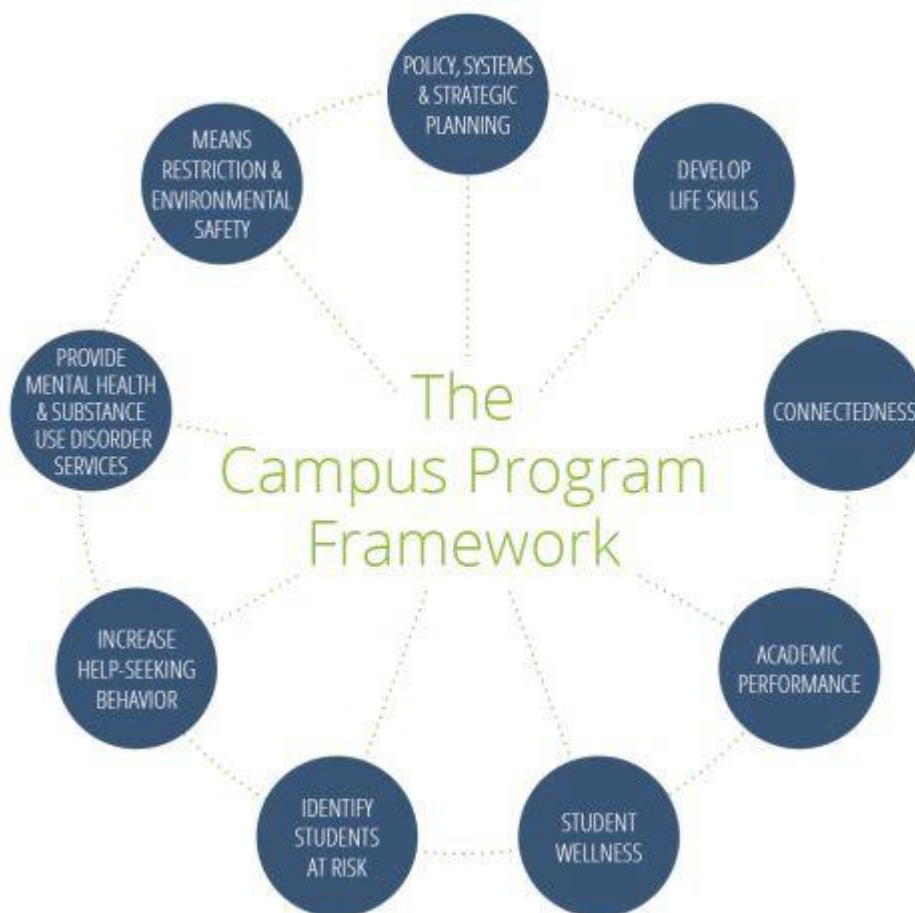 POLICY, SYSTEMS
& STRATEGIC
PLANNING
DEVELOP
LIFE SKILLS
CONNECTEDNESS
ACADEMIC
PERFORMANCE
STUDENT
WELLNESS
IDENTIFY
STUDENTS
AT RISK
INCREASE
HELP-SEEKING
BEHAVIOR
PROVIDE
MENTAL HEALTH
& SUBSTANCE
USE DISORDER
SERVICES
MEANS
RESTRICTION &
ENVIRONMENTAL
SAFETY
The
Campus Program
Framework